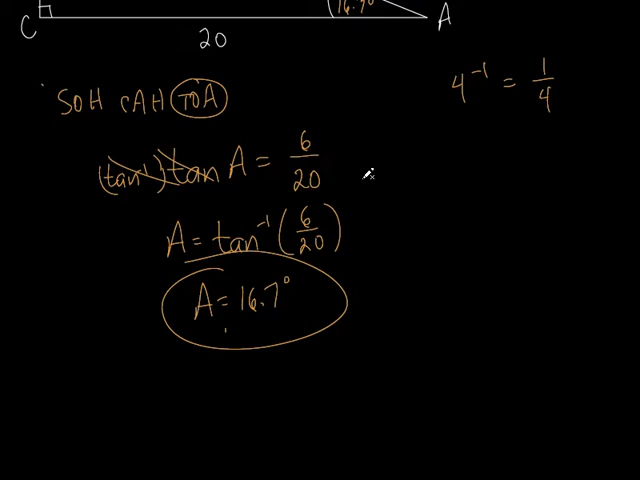 16.70
C
A
20
SOH CAH TOA
4⁻¹ = 1/4
(tan⁻¹) tan A = 6/20
A = tan⁻¹ (6/20)
A = 16.7°